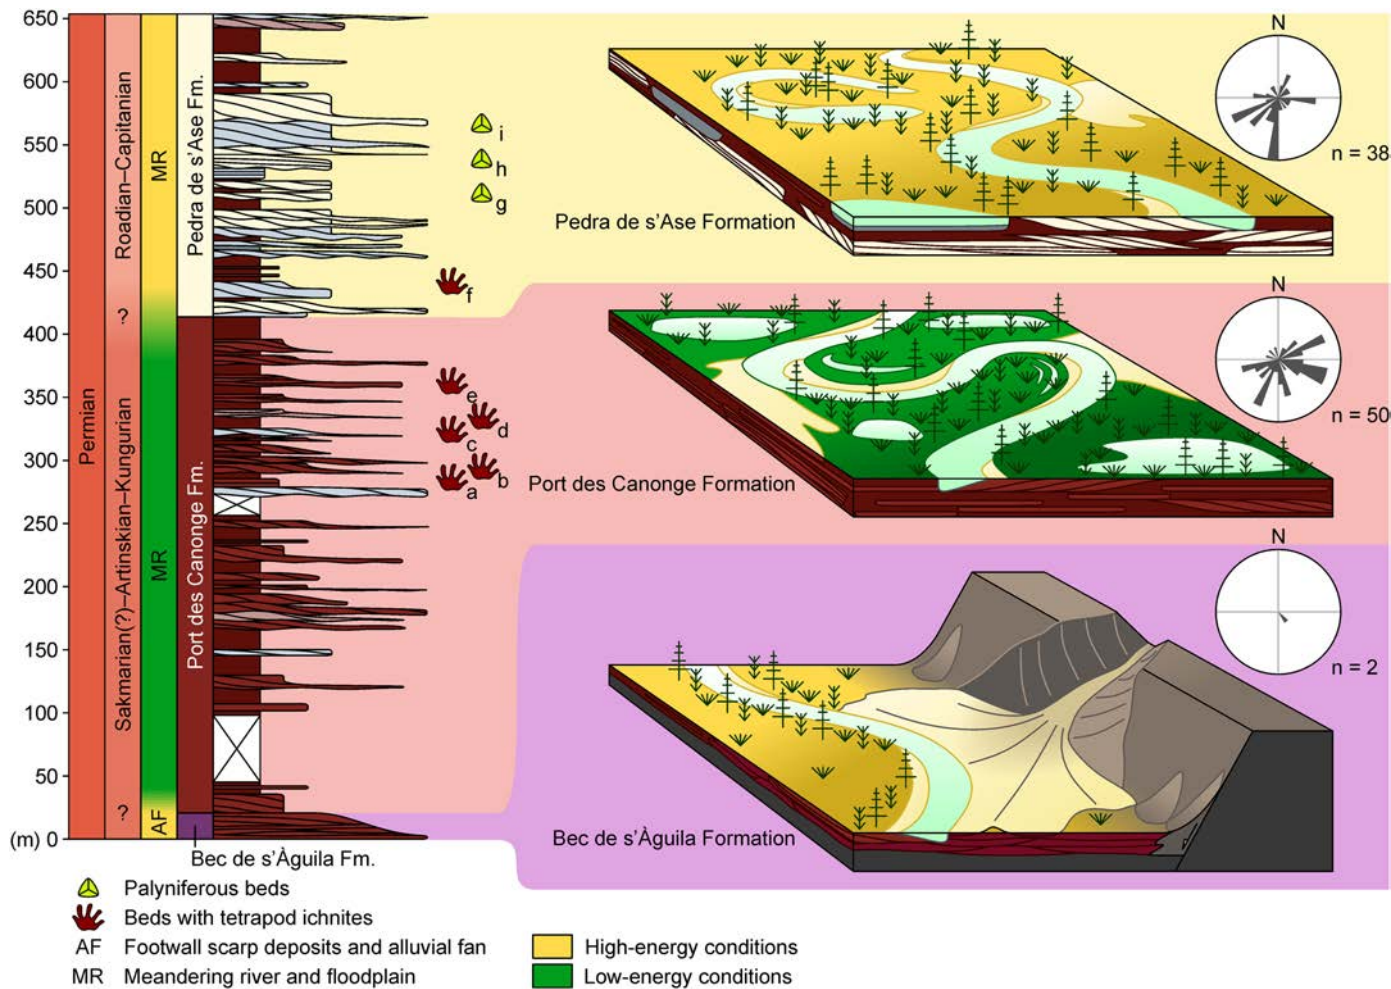 650
600
550
500
450
400
350
300
250
200
150
100
50
(m) 0
Permian
Roadian–Capitanian
?
Sakmarian(?)–Artinskian–Kungurian
?
MR
MR
AF
Pedra de s'Ase Fm.
Port des Canonge Fm.
Bec de s'Àguila Fm.
i
h
g
f
e
d
c
b
a
N
n = 38
Pedra de s'Ase Formation
N
n = 50
Port des Canonge Formation
N
n = 2
Bec de s'Àguila Formation
Palyniferous beds
Beds with tetrapod ichnites
AF Footwall scarp deposits and alluvial fan
MR Meandering river and floodplain
High-energy conditions
Low-energy conditions